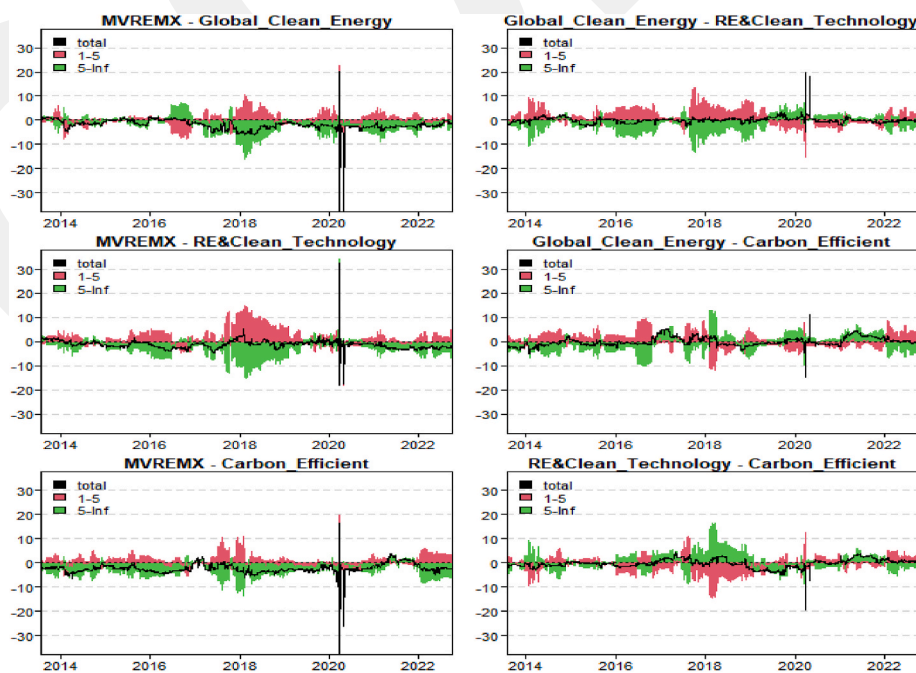 MVREMX - Global_Clean_Energy
total
1-5
5-Inf
30
20
10
0
-10
-20
-30
2014 2016 2018 2020 2022
Global_Clean_Energy - RE&Clean_Technology
total
1-5
5-Inf
30
20
10
0
-10
-20
-30
2014 2016 2018 2020 2022
MVREMX - RE&Clean_Technology
total
1-5
5-Inf
30
20
10
0
-10
-20
-30
2014 2016 2018 2020 2022
Global_Clean_Energy - Carbon_Efficient
total
1-5
5-Inf
30
20
10
0
-10
-20
-30
2014 2016 2018 2020 2022
MVREMX - Carbon_Efficient
total
1-5
5-Inf
30
20
10
0
-10
-20
-30
2014 2016 2018 2020 2022
RE&Clean_Technology - Carbon_Efficient
total
1-5
5-Inf
30
20
10
0
-10
-20
-30
2014 2016 2018 2020 2022